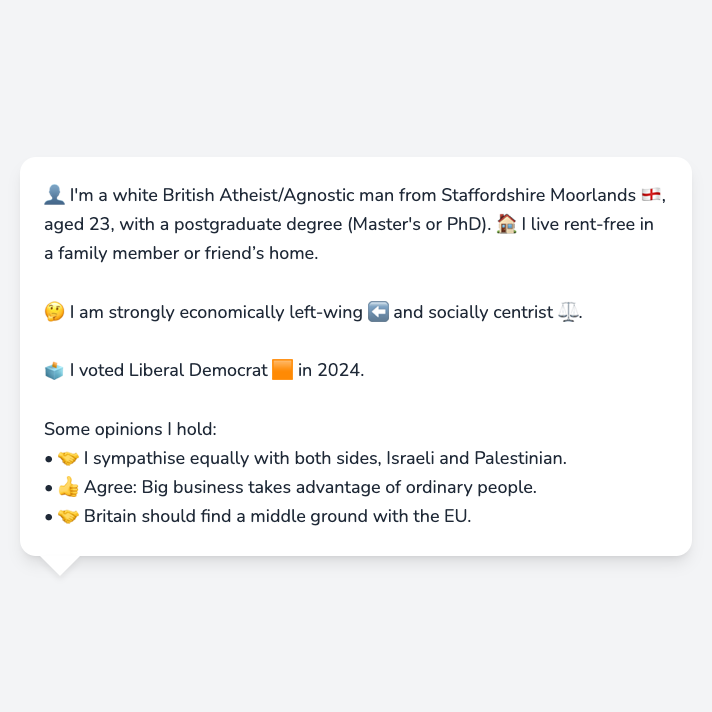 👤 I'm a white British Atheist/Agnostic man from Staffordshire Moorlands 🏴󠁧󠁢󠁥󠁮󠁧󠁿,
aged 23, with a postgraduate degree (Master's or PhD). 🏠 I live rent-free in
a family member or friend’s home.
🤔 I am strongly economically left-wing ⬅️ and socially centrist ⚖️.
🗳️ I voted Liberal Democrat 🟧 in 2024.
Some opinions I hold:
• 🤝 I sympathise equally with both sides, Israeli and Palestinian.
• 👍 Agree: Big business takes advantage of ordinary people.
• 🤝 Britain should find a middle ground with the EU.